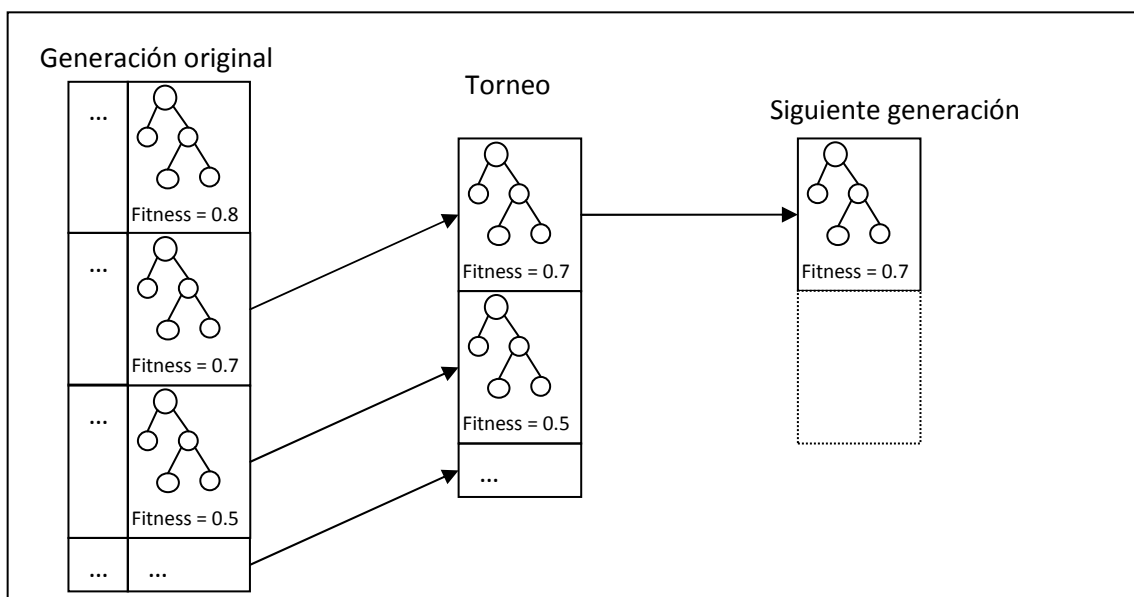 Generación original
...
Fitness = 0.8
...
Fitness = 0.7
...
Fitness = 0.5
...
...
Torneo
Fitness = 0.7
Fitness = 0.5
...
Siguiente generación
Fitness = 0.7